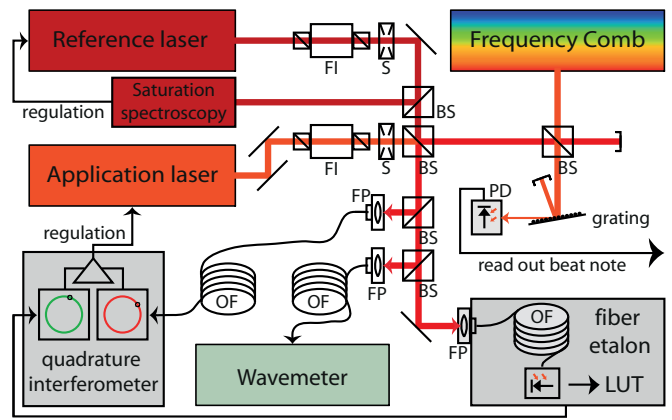 Reference laser
FI
S
Frequency Comb
regulation
Saturation
spectroscopy
BS
Application laser
FI
S
BS
BS
PD
grating
read out beat note
regulation
FP
BS
OF
OF
FP
BS
quadrature
interferometer
Wavemeter
FP
OF
fiber
etalon
LUT